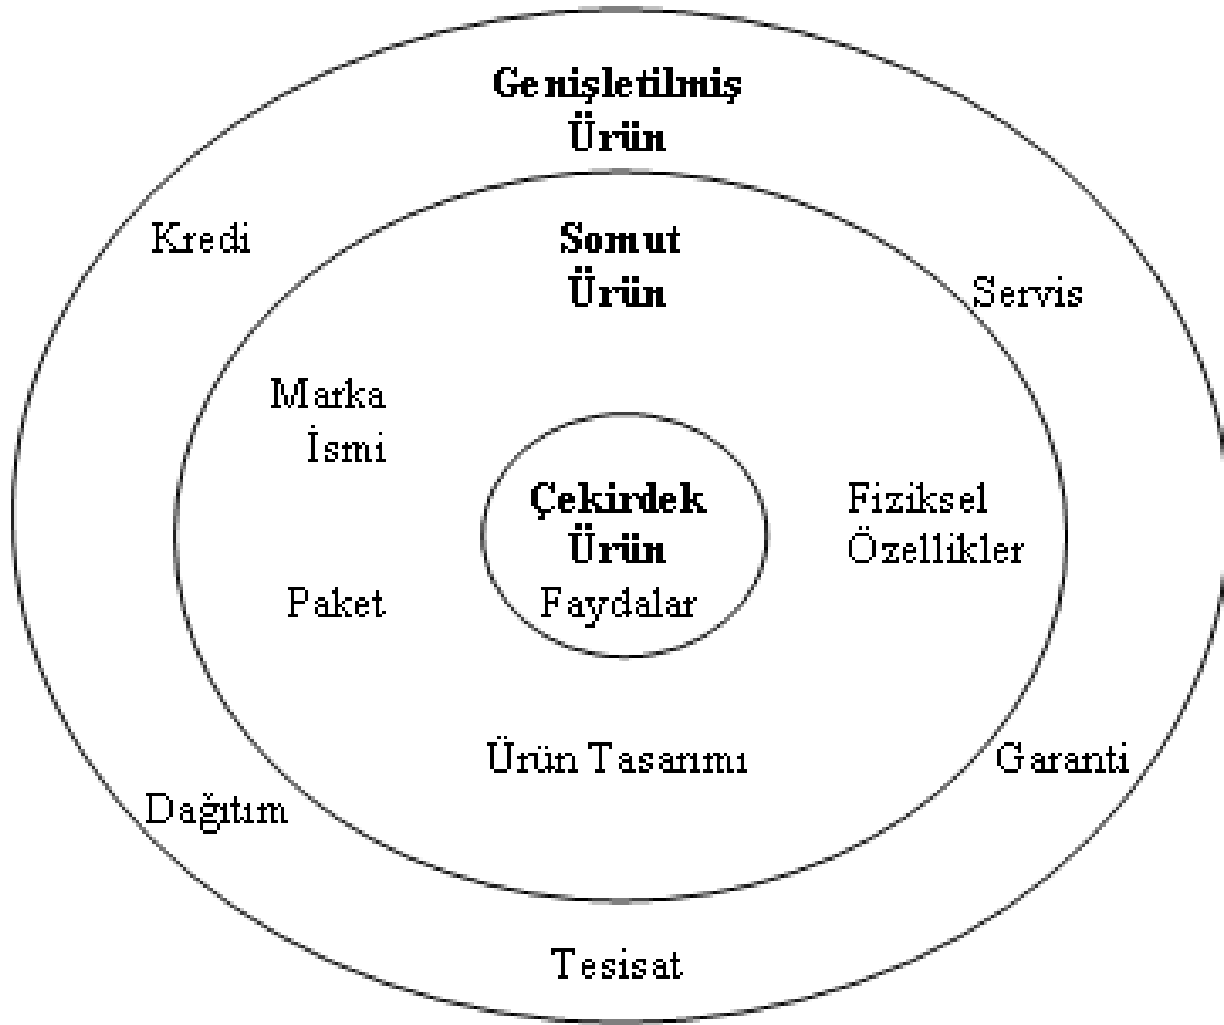 Genişletilmiş
Ürün
Kredi
Somut
Ürün
Servis
Marka
İsmi
Çekirdek
Ürün
Faydalar
Fiziksel
Özellikler
Paket
Ürün Tasarımı
Garanti
Dağıtım
Tesisat